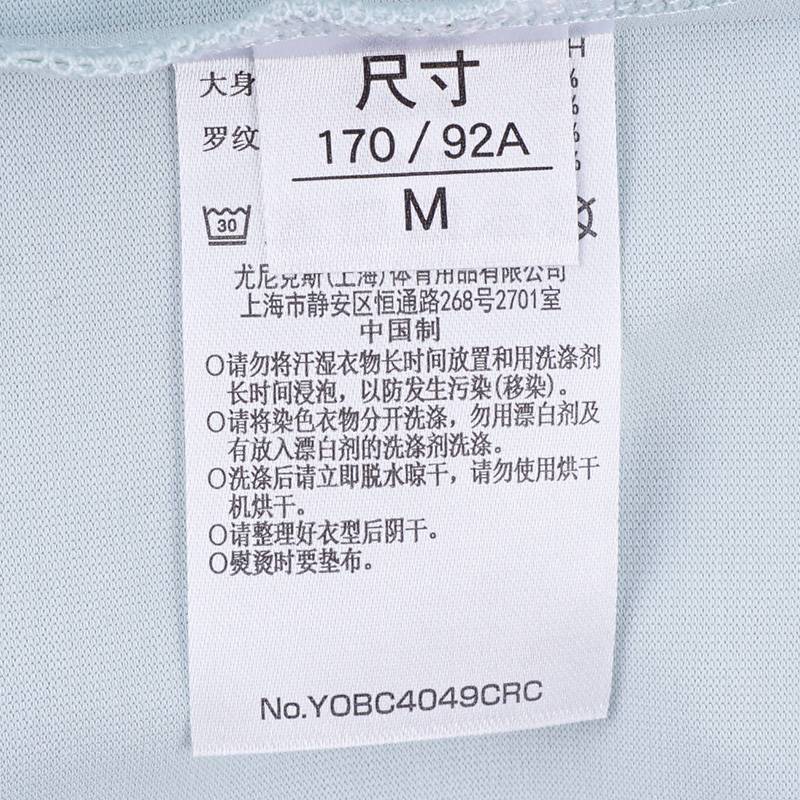 尺寸
170 / 92A
M
大身
罗纹
H
%
%
%
%
30
尤尼克斯(上海)体育用品有限公司
上海市静安区恒通路268号2701室
中国制
○请勿将汗湿衣物长时间放置和用洗涤剂
长时间浸泡，以防发生污染(移染)。
○请将染色衣物分开洗涤，勿用漂白剂及
有放入漂白剂的洗涤剂洗涤。
○洗涤后请立即脱水晾干，请勿使用烘干
机烘干。
○请整理好衣型后阴干。
○熨烫时要垫布。
No.YOBC4049CRC